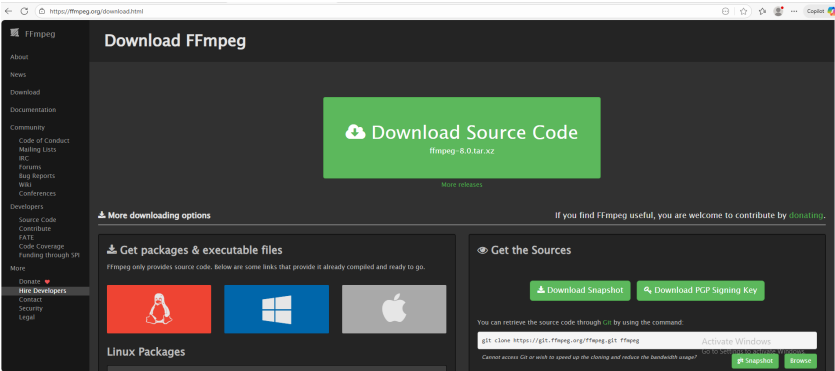 https://ffmpeg.org/download.html
Copilot
FFmpeg
About
News
Download
Documentation
Community
Code of Conduct
Mailing Lists
IRC
Forums
Bug Reports
Wiki
Conferences
Developers
Source Code
Contribute
FATE
Code Coverage
Funding through SPI
More
Donate
Hire Developers
Contact
Security
Legal
Download FFmpeg
Download Source Code
ffmpeg-8.0.tar.xz
More releases
More downloading options
If you find FFmpeg useful, you are welcome to contribute by donating.
Get packages & executable files
FFmpeg only provides source code. Below are some links that provide it already compiled and ready to go.
Linux Packages
Get the Sources
Download Snapshot
Download PGP Signing Key
You can retrieve the source code through Git by using the command:
git clone https://git.ffmpeg.org/ffmpeg.git ffmpeg
Cannot access Git or wish to speed up the cloning and reduce the bandwidth usage?
Snapshot
Browse
Activate Windows
Go to Settings to activate Windows.